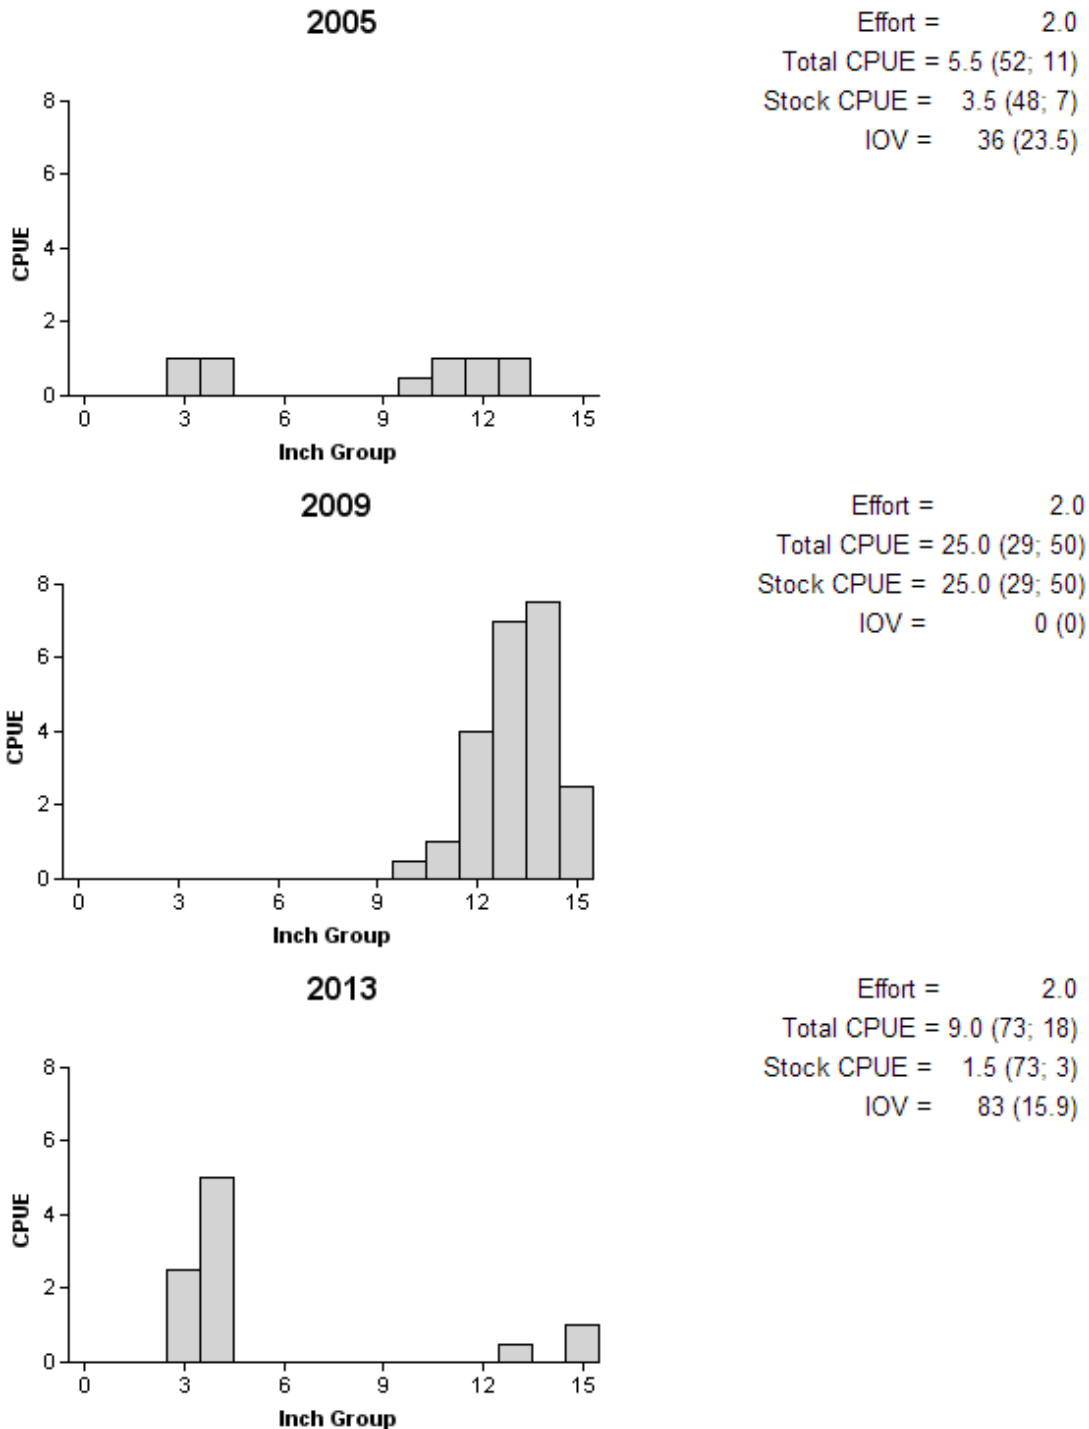 2005
Effort = 2.0
Total CPUE = 5.5 (52; 11)
Stock CPUE = 3.5 (48; 7)
IOV = 36 (23.5)
8
6
4
2
0
CPUE
0 3 6 9 12 15
Inch Group
2009
Effort = 2.0
Total CPUE = 25.0 (29; 50)
Stock CPUE = 25.0 (29; 50)
IOV = 0 (0)
8
6
4
2
0
CPUE
0 3 6 9 12 15
Inch Group
2013
Effort = 2.0
Total CPUE = 9.0 (73; 18)
Stock CPUE = 1.5 (73; 3)
IOV = 83 (15.9)
8
6
4
2
0
CPUE
0 3 6 9 12 15
Inch Group